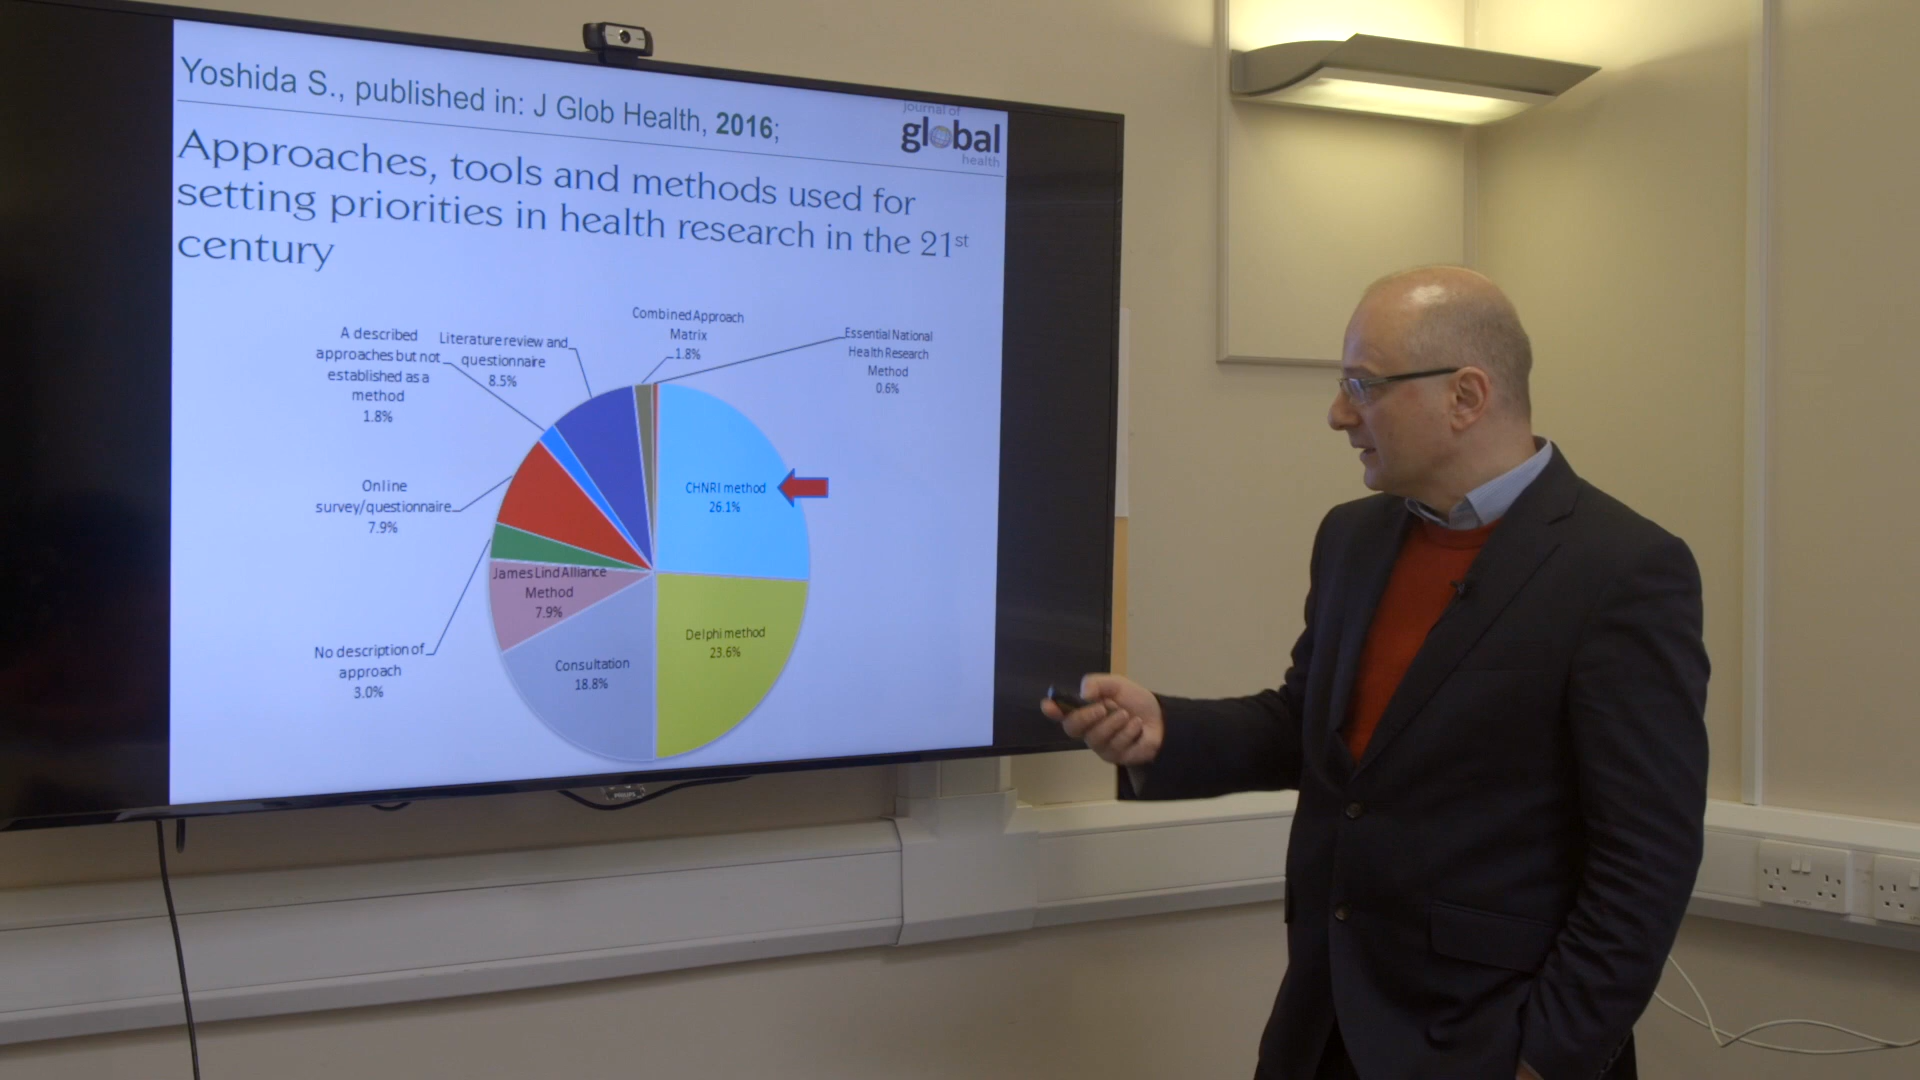 Yoshida S., published in: J Glob Health, 2016;
journal of
global
health
Approaches, tools and methods used for
setting priorities in health research in the 21st
century
Combined Approach
Matrix
1.8%
Essential National
Health Research
Method
0.6%
A described
approaches but not
established as a
method
1.8%
Literature review and
questionnaire
8.5%
Online
survey/questionnaire
7.9%
CHNRI method
26.1%
James Lind Alliance
Method
7.9%
Delphi method
23.6%
No description of
approach
3.0%
Consultation
18.8%
PHILIPS